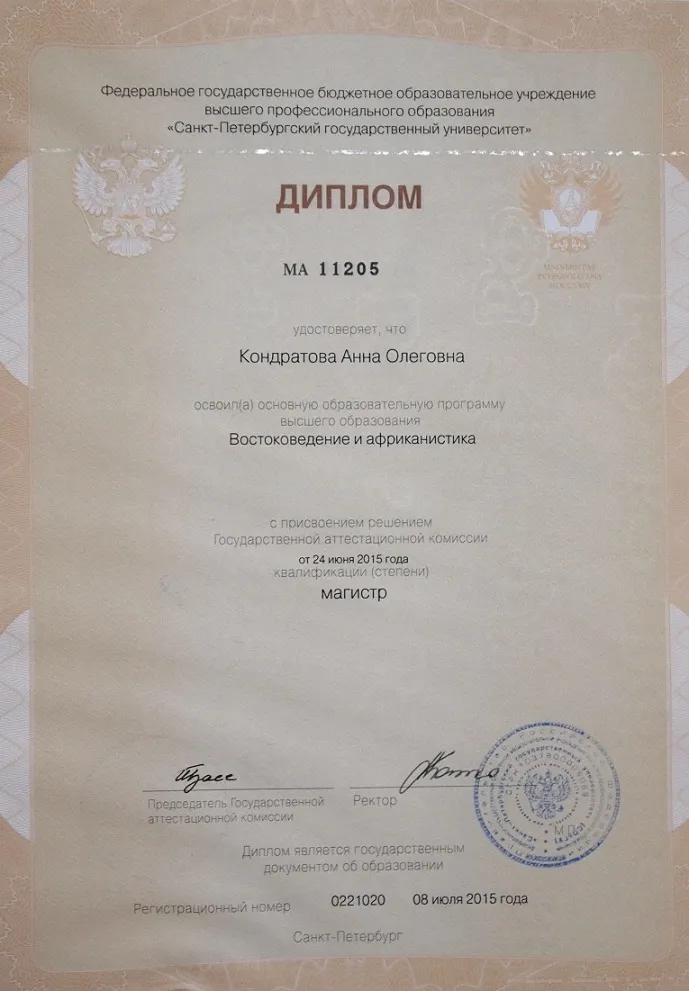 Федеральное государственное бюджетное образовательное учреждение
высшего профессионального образования
«Санкт-Петербургский государственный университет»
ДИПЛОМ
МА 11205
удостоверяет, что
Кондратова Анна Олеговна
освоил(а) основную образовательную программу
высшего образования
Востоковедение и африканистика
с присвоением решением
Государственной аттестационной комиссии
от 24 июня 2015 года
квалификации (степени)
магистр
Председатель Государственной
аттестационной комиссии
Ректор
М.П.
Диплом является государственным
документом об образовании
Регистрационный номер
0221020 08 июля 2015 года
Санкт-Петербург